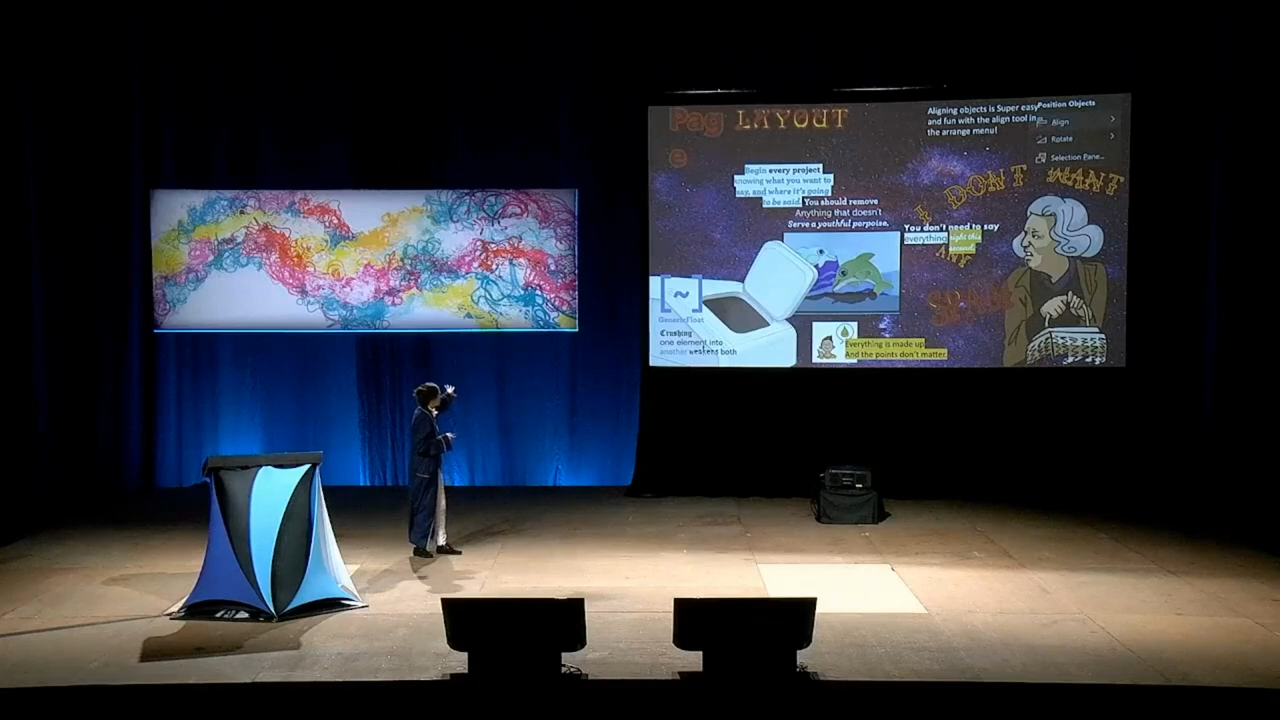 Pag
e
LAYOUT
Aligning objects is Super easy
and fun with the align tool in
the arrange menu!
Position Objects
Align
Rotate
Selection Pane...
Begin every project
knowing what you want to
say, and where it's going
to be said. You should remove
Anything that doesn't
Serve a youthful porpoise.
I DON'T WANT
ANY
SPAM
You don't need to say
everything right this
second.
[~]
GenericFloat
Crushing
one element into
another weakens both
Everything is made up
And the points don't matter.